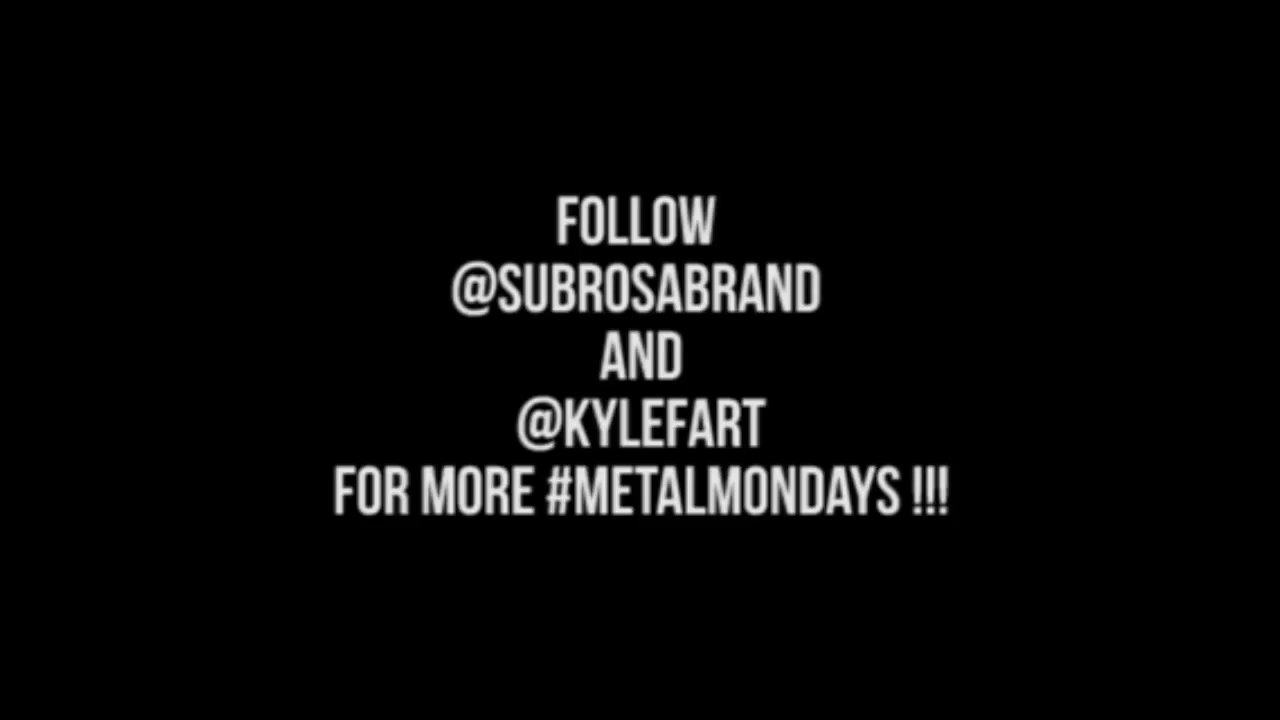 FOLLOW
@SUBROSABRAND
AND
@KYLEFART
FOR MORE #METALMONDAYS !!!